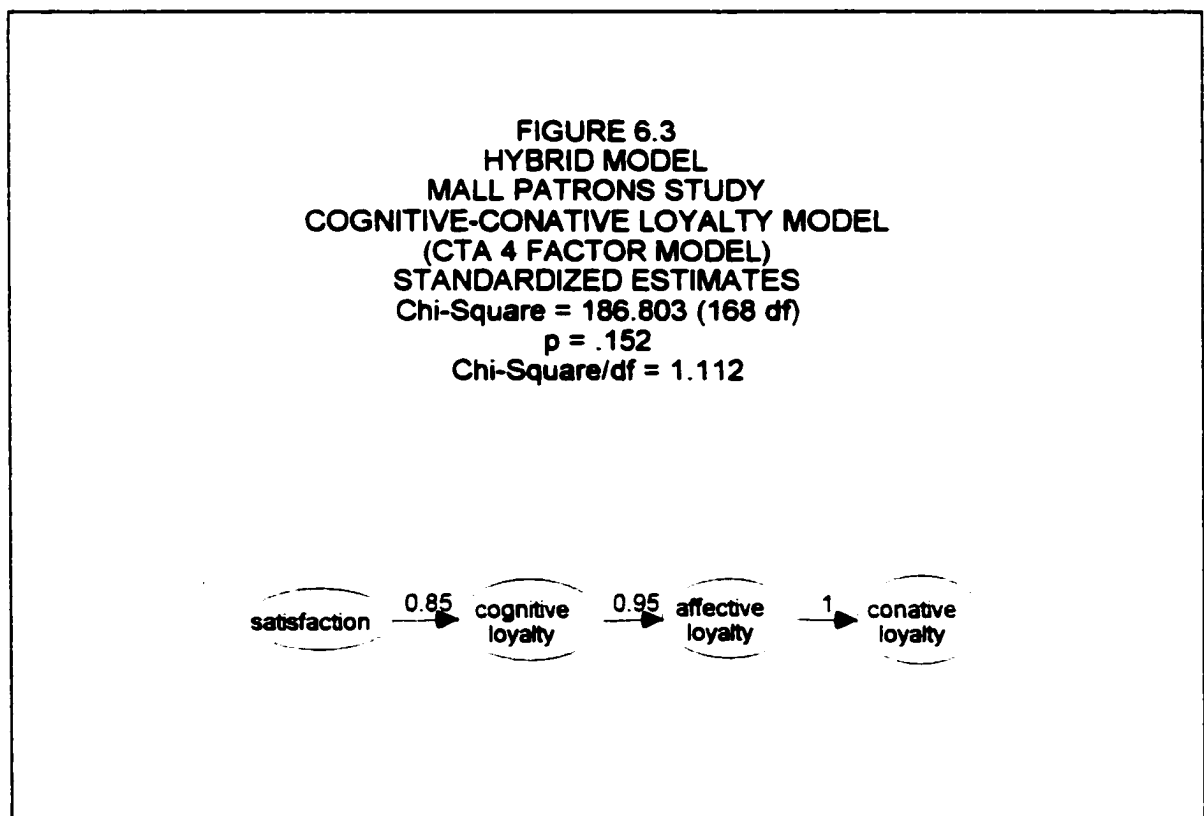 FIGURE 6.3
HYBRID MODEL
MALL PATRONS STUDY
COGNITIVE-CONATIVE LOYALTY MODEL
(CTA 4 FACTOR MODEL)
STANDARDIZED ESTIMATES
Chi-Square = 186.803 (168 df)
p = .152
Chi-Square/df = 1.112
satisfaction
0.85
cognitive
loyalty
0.95
affective
loyalty
1
conative
loyalty